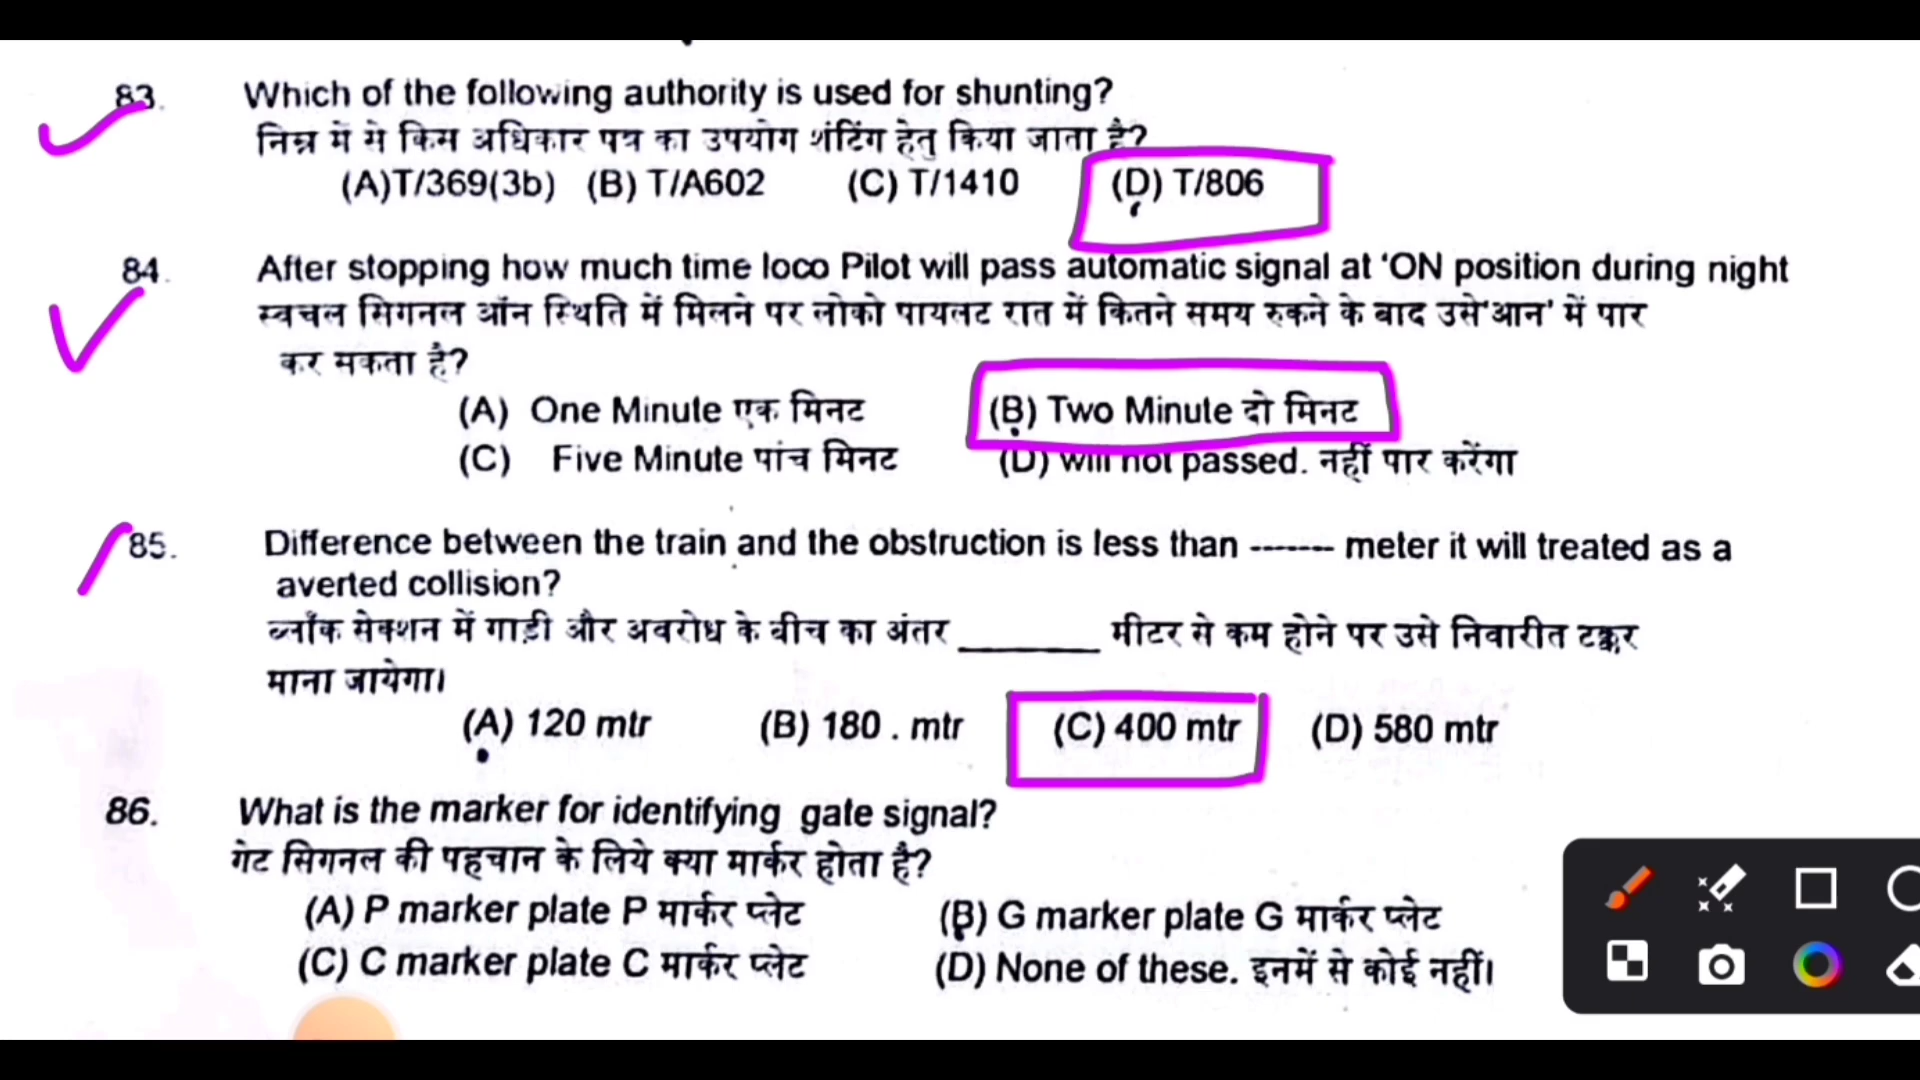 83. Which of the following authority is used for shunting?
निम्न में से किस अधिकार पत्र का उपयोग शंटिंग हेतु किया जाता है?
(A)T/369(3b) (B) T/A602 (C) T/1410 (D) T/806
84. After stopping how much time loco Pilot will pass automatic signal at ‘ON position during night
स्वचल सिगनल ऑन स्थिति में मिलने पर लोको पायलट रात में कितने समय रुकने के बाद उसे'आन' में पार
कर सकता है?
(A) One Minute एक मिनट (B) Two Minute दो मिनट
(C) Five Minute पांच मिनट (D) will not passed. नहीं पार करेंगा
85. Difference between the train and the obstruction is less than ------- meter it will treated as a
averted collision?
ब्लॉक सेक्शन में गाड़ी और अवरोध के बीच का अंतर _______ मीटर से कम होने पर उसे निवारीत टक्कर
माना जायेगा।
(A) 120 mtr (B) 180 . mtr (C) 400 mtr (D) 580 mtr
86. What is the marker for identifying gate signal?
गेट सिगनल की पहचान के लिये क्या मार्कर होता है?
(A) P marker plate P मार्कर प्लेट (B) G marker plate G मार्कर प्लेट
(C) C marker plate C मार्कर प्लेट (D) None of these. इनमें से कोई नहीं।